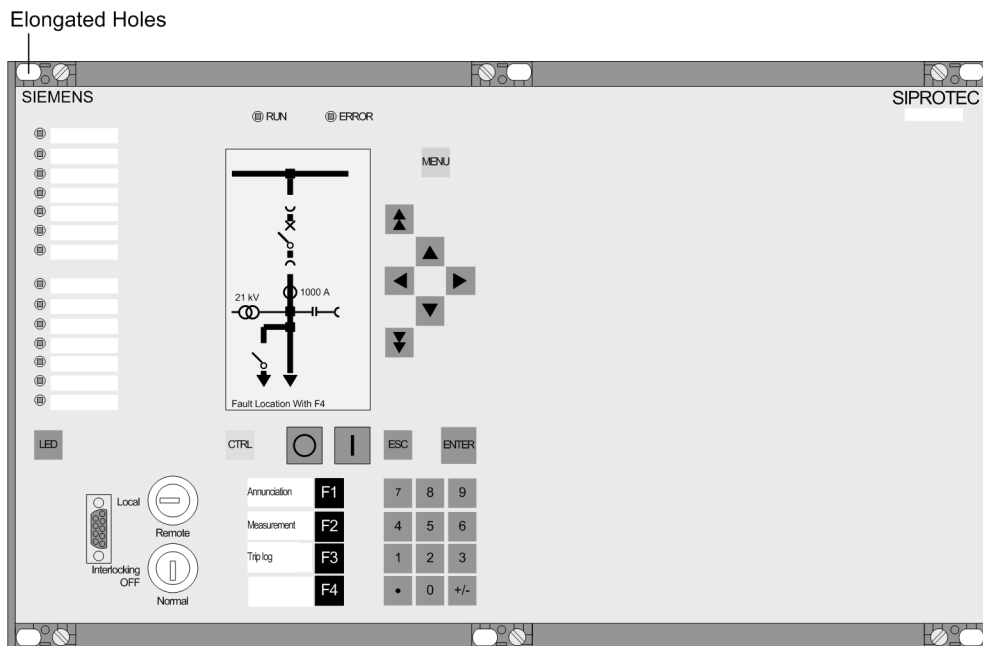 Elongated Holes
SIEMENS
SIPROTEC
RUN
ERROR
MENU
21 kV
1000 A
Fault Location With F4
LED
CTRL
ESC
ENTER
Local
Remote
Annunciation F1 7 8 9
Measurement F2 4 5 6
Trip log F3 1 2 3
F4 • 0 +/-
Interlocking
OFF
Normal